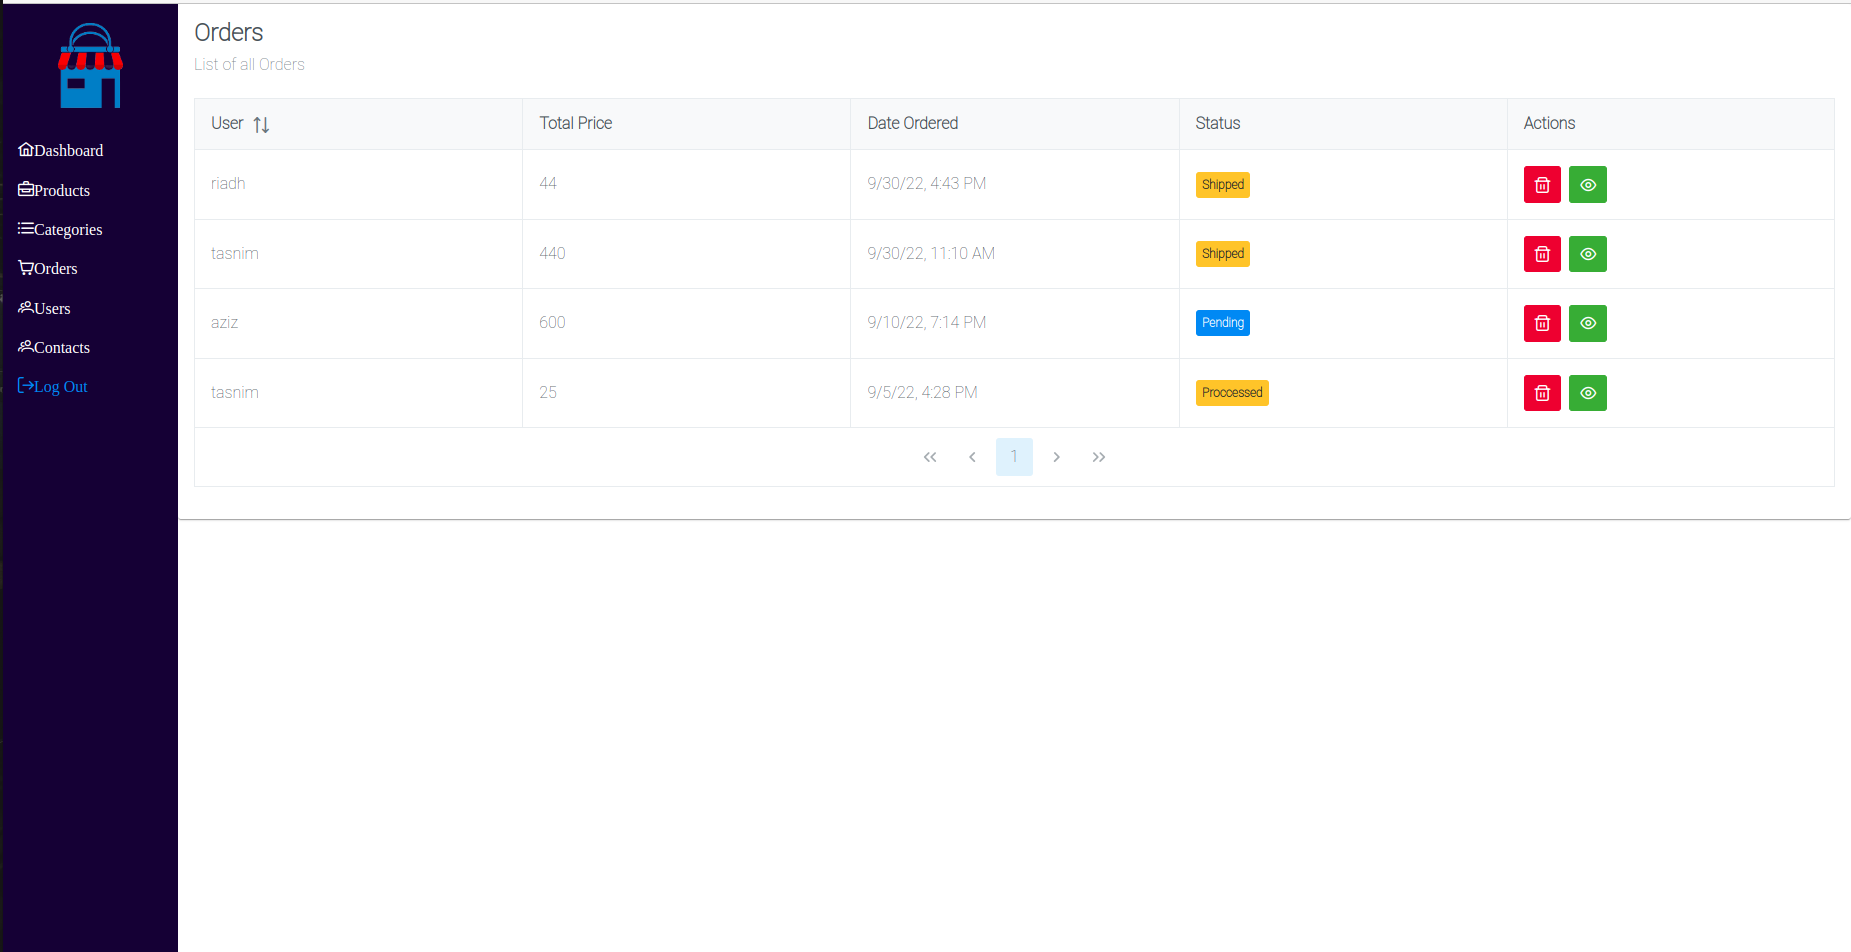 Dashboard
Products
Categories
Orders
Users
Contacts
Log Out
Orders
List of all Orders
User Total Price Date Ordered Status Actions
riadh 44 9/30/22, 4:43 PM Shipped
tasnim 440 9/30/22, 11:10 AM Shipped
aziz 600 9/10/22, 7:14 PM Pending
tasnim 25 9/5/22, 4:28 PM Proccessed
1